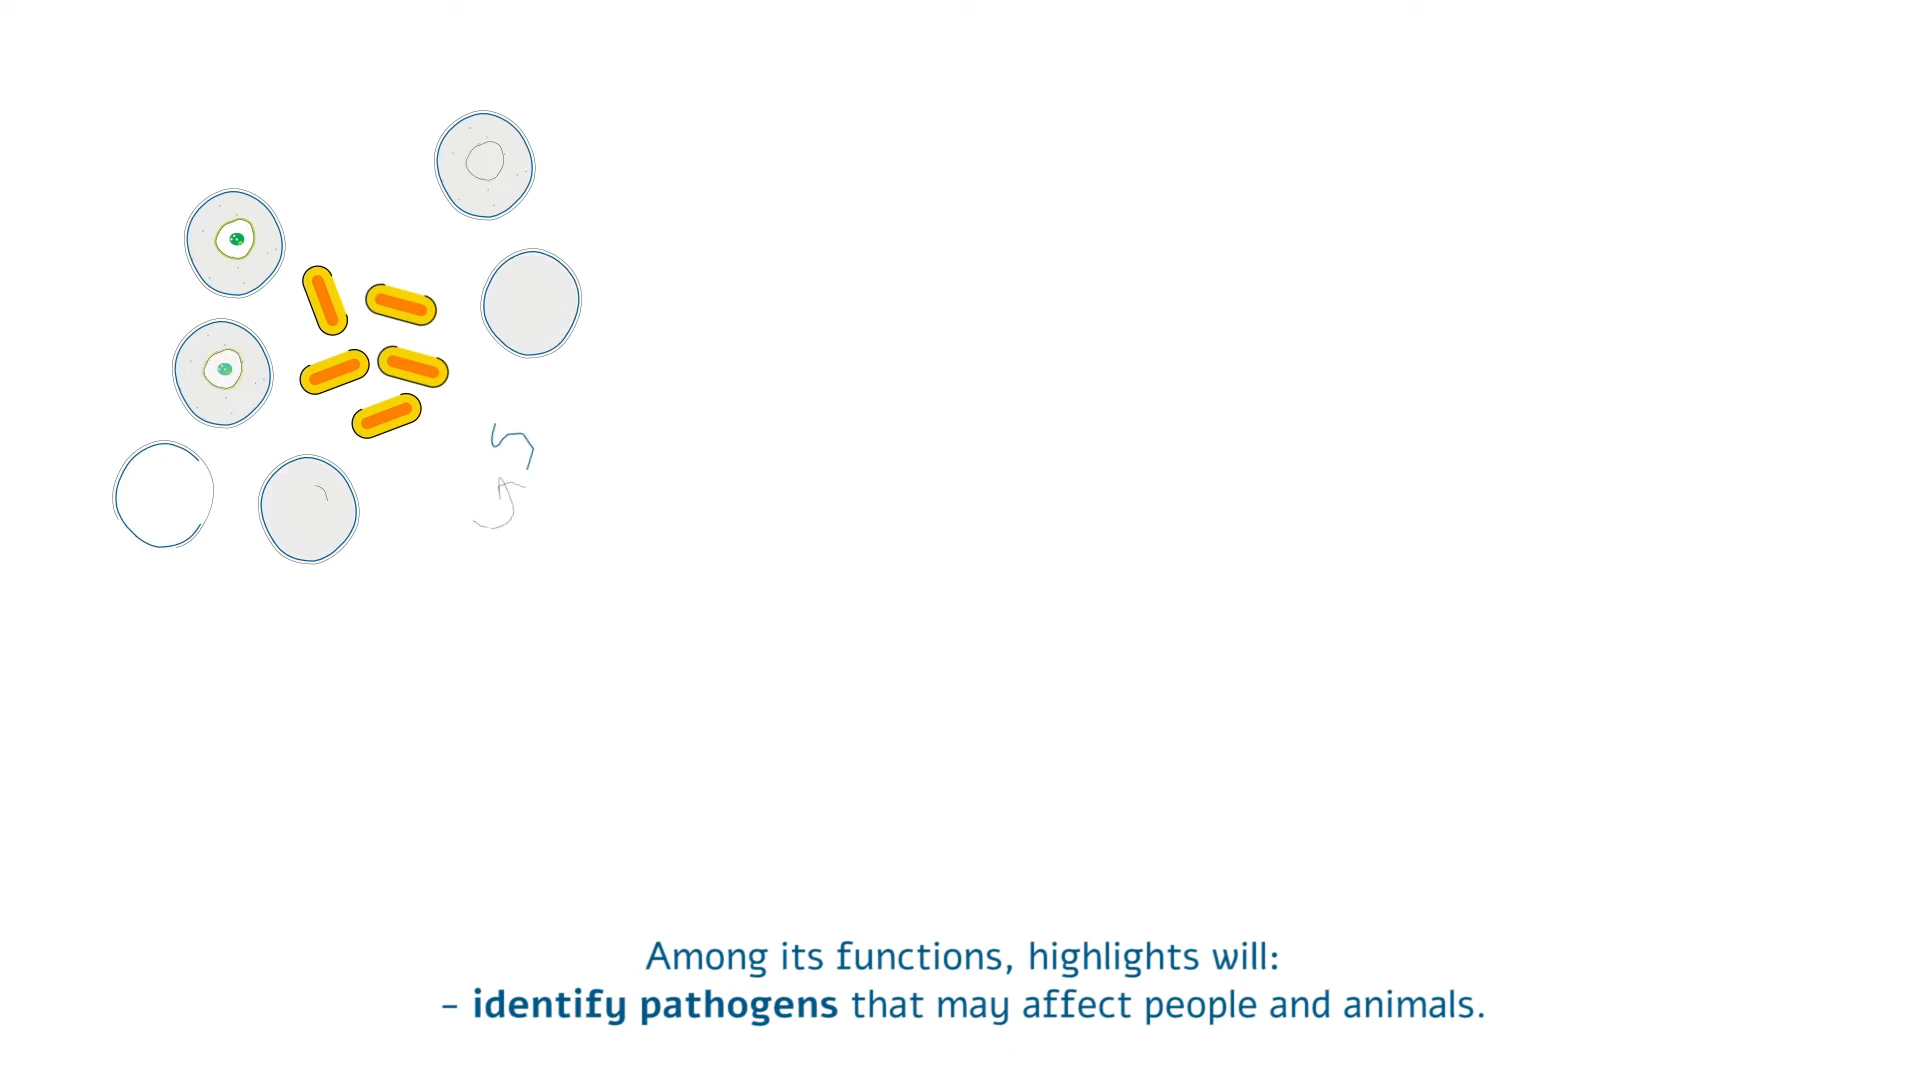 Among its functions, highlights will:
- identify pathogens that may affect people and animals.